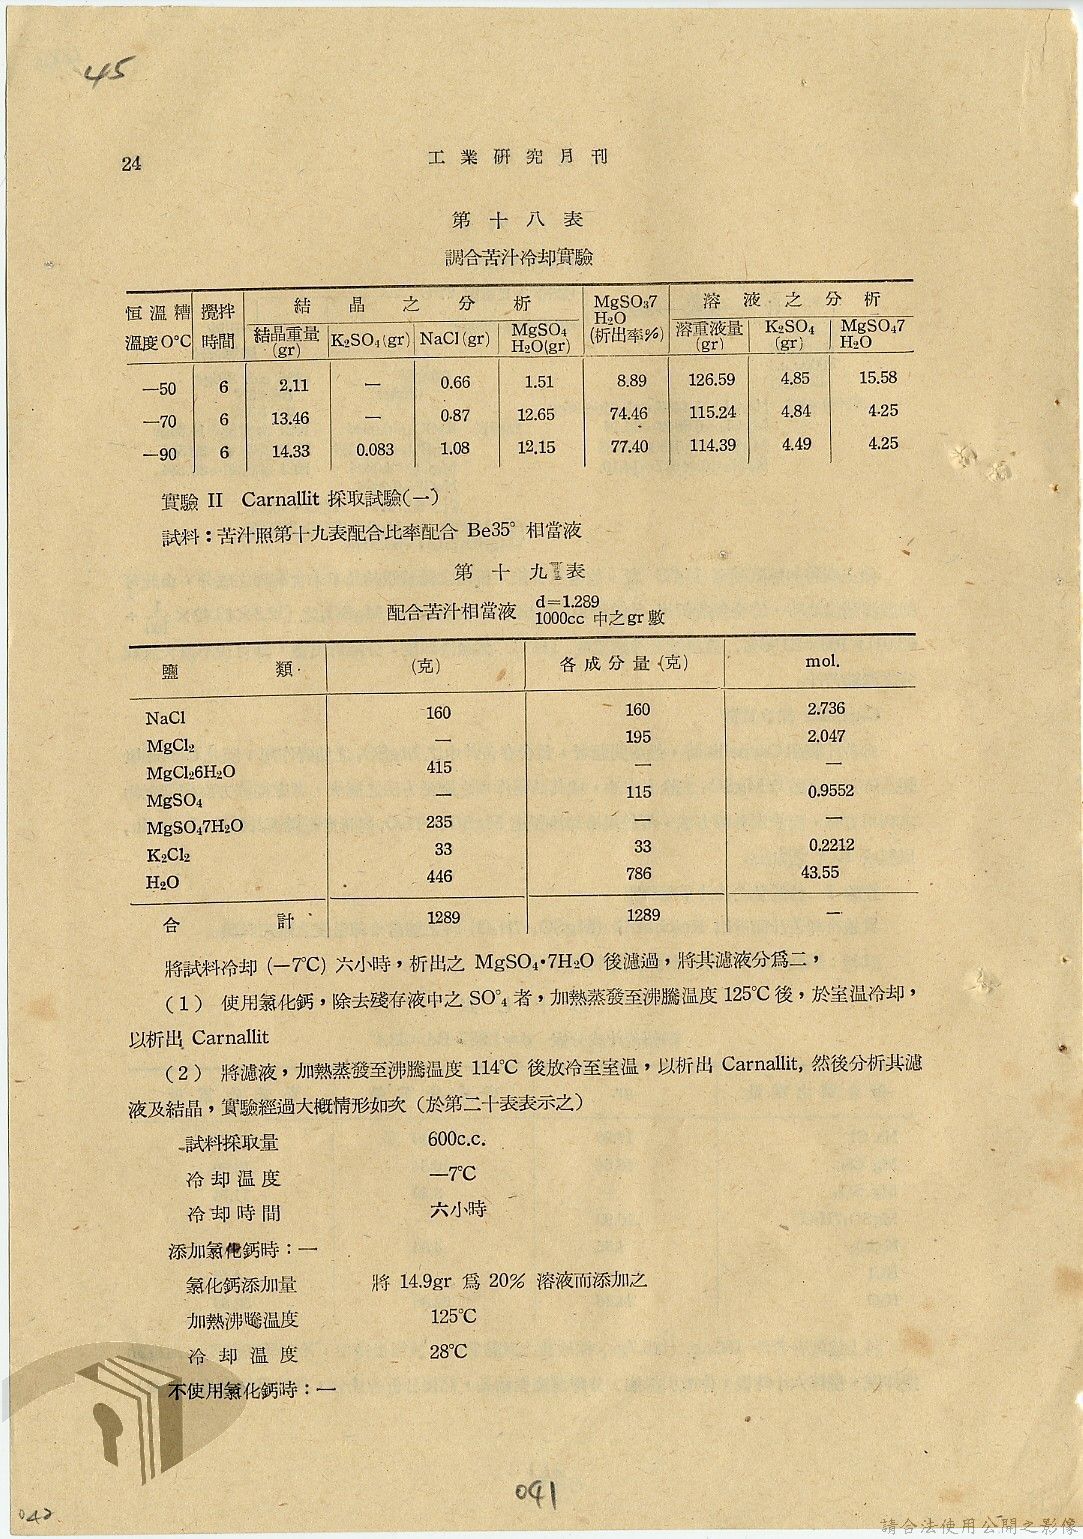 45
24
工業研究月刊
第十八表
調合苦汁冷却實驗
恒溫糟 攪拌 結晶之分析 MgSO₃7 溶液之分析
溫度0°C 時間 結晶重量(gr) K₂SO₄(gr) NaCl(gr) MgSO₄H₂O(gr) H₂O(析出率%) 溶重液量(gr) K₂SO₄(gr) MgSO₄7H₂O
—50 6 2.11 — 0.66 1.51 8.89 126.59 4.85 15.58
—70 6 13.46 — 0.87 12.65 74.46 115.24 4.84 4.25
—90 6 14.33 0.083 1.08 12.15 77.40 114.39 4.49 4.25
實驗 II Carnallit 採取試驗(一)
試料：苦汁照第十九表配合比率配合 Be35° 相當液
第十九表
配合苦汁相當液 d=1.289 1000cc 中之gr數
鹽類 (克) 各成分量(克) mol.
NaCl 160 160 2.736
MgCl₂ — 195 2.047
MgCl₂6H₂O 415 — —
MgSO₄ — 115 0.9552
MgSO₄7H₂O 235 — —
K₂Cl₂ 33 33 0.2212
H₂O 446 786 43.55
合計 1289 1289 —
將試料冷却 (—7°C) 六小時，析出之 MgSO₄·7H₂O 後濾過，將其濾液分爲二，
(1) 使用氯化鈣，除去殘存液中之 SO°₄ 者，加熱蒸發至沸騰溫度 125°C 後，於室溫冷却，
以析出 Carnallit
(2) 將濾液，加熱蒸發至沸騰溫度 114°C 後放冷至室溫，以析出 Carnallit, 然後分析其濾
液及結晶，實驗經過大概情形如次（於第二十表表示之）
試料採取量 600c.c.
冷却溫度 —7°C
冷却時間 六小時
添加氯化鈣時：一
氯化鈣添加量 將 14.9gr 爲 20% 溶液而添加之
加熱沸騰溫度 125°C
冷却溫度 28°C
不使用氯化鈣時：一
041
042
請合法使用公開之影像